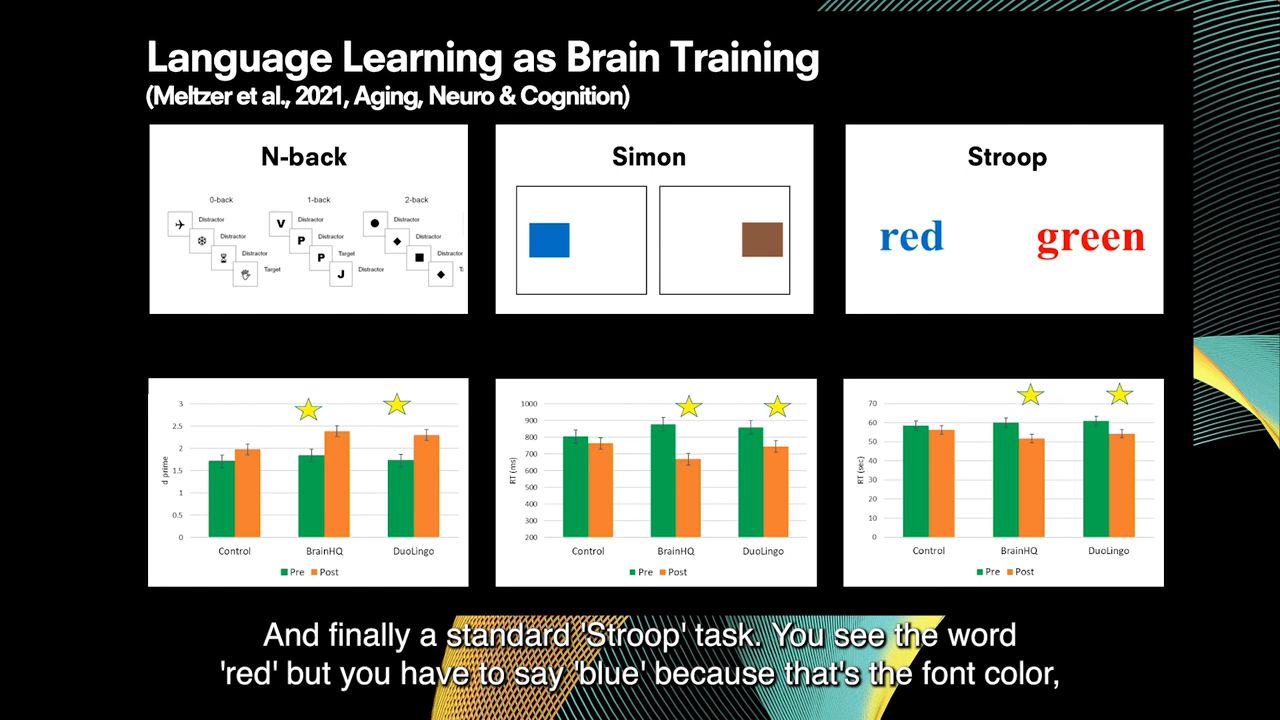 Language Learning as Brain Training
(Meltzer et al., 2021, Aging, Neuro & Cognition)
N-back
0-back
1-back
2-back
Distractor
Distractor
Distractor
Target
V
P
P
J
Distractor
Distractor
Target
Distractor
Distractor
Distractor
Distractor
Simon
Stroop
red
green
d prime
3
2.5
2
1.5
1
0.5
0
Control
BrainHQ
DuoLingo
Pre
Post
RT (ms)
1000
900
800
700
600
500
400
300
200
Control
BrainHQ
DuoLingo
Pre
Post
RT (sec)
70
60
50
40
30
20
10
0
Control
BrainHQ
DuoLingo
Pre
Post
And finally a standard 'Stroop' task. You see the word
'red' but you have to say 'blue' because that's the font color,